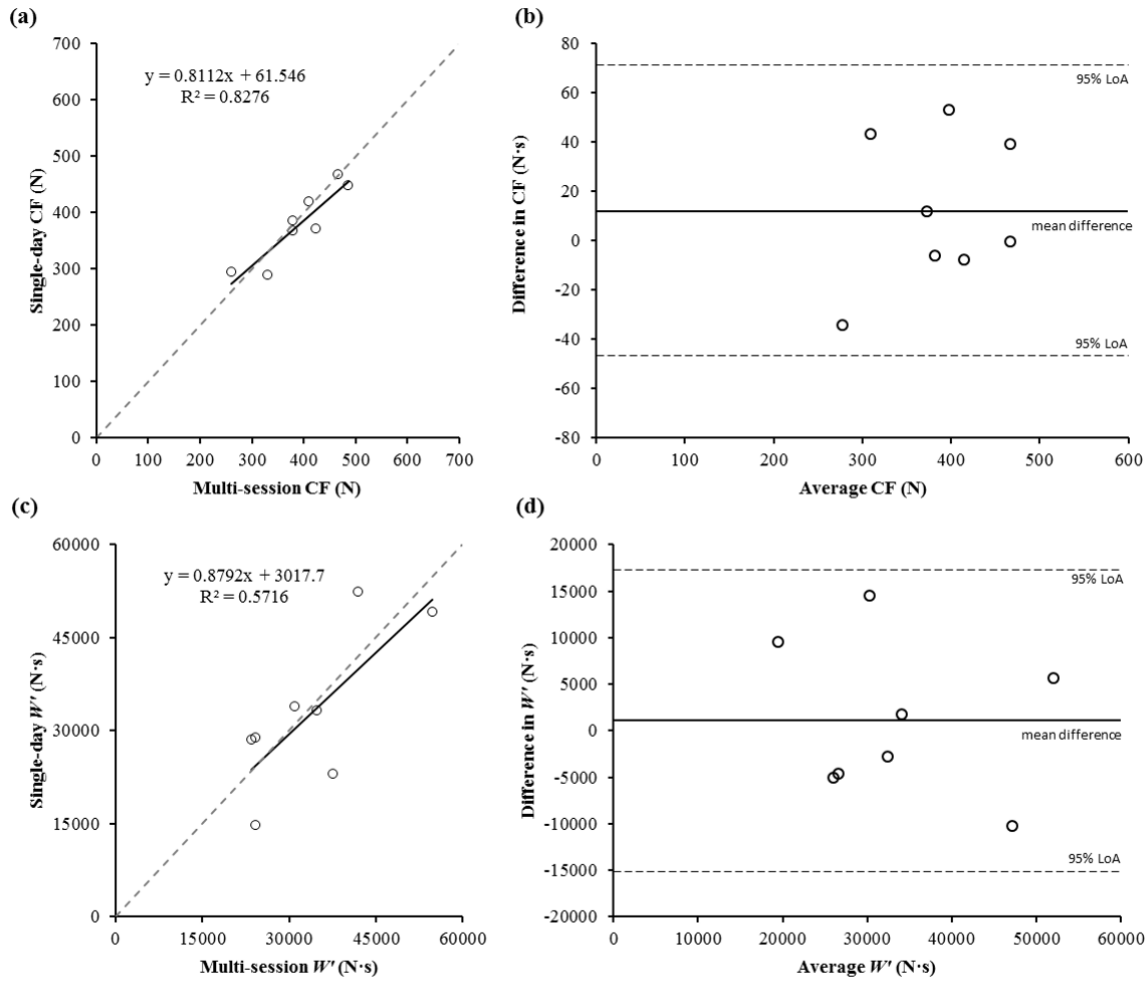 (a)
700
600
500
400
300
200
100
0
Single-day CF (N)
y = 0.8112x + 61.546
R² = 0.8276
0 100 200 300 400 500 600 700
Multi-session CF (N)
(b)
80
60
40
20
0
-20
-40
-60
-80
Difference in CF (N·s)
95% LoA
mean difference
95% LoA
0 100 200 300 400 500 600
Average CF (N)
(c)
60000
45000
30000
15000
0
Single-day W' (N·s)
y = 0.8792x + 3017.7
R² = 0.5716
0 15000 30000 45000 60000
Multi-session W' (N·s)
(d)
20000
15000
10000
5000
0
-5000
-10000
-15000
-20000
Difference in W' (N·s)
95% LoA
mean difference
95% LoA
0 10000 20000 30000 40000 50000 60000
Average W' (N·s)